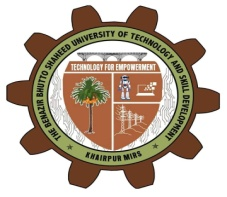 THE BENAZIR BHUTTO SHAHEED UNIVERSITY OF TECHNOLOGY AND SKILL DEVELOPMENT
TECHNOLOGY FOR EMPOWERMENT
KHAIRPUR MIRS